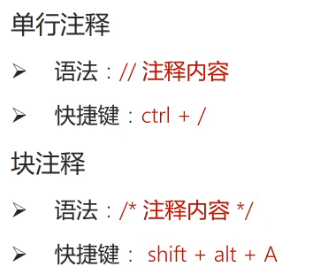 单行注释
➢ 语法：// 注释内容
➢ 快捷键：ctrl + /
块注释
➢ 语法：/* 注释内容 */
➢ 快捷键： shift + alt + A